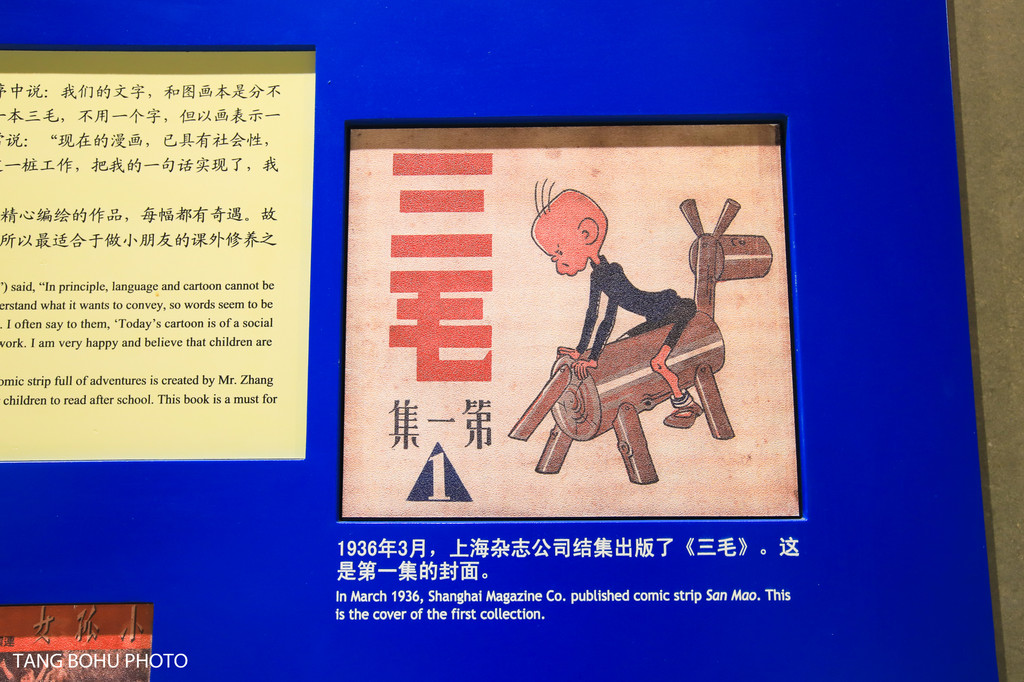 序中说：我们的文字，和图画本是分不
一本三毛，不用一个字，但以画表示一
常说：“现在的漫画，已具有社会性，
一桩工作，把我的一句话实现了，我
精心编绘的作品，每幅都有奇遇。故
所以最适合于做小朋友的课外修养之
”) said, “In principle, language and cartoon cannot be
erstand what it wants to convey, so words seem to be
. I often say to them, ‘Today’s cartoon is of a social
work. I am very happy and believe that children are
omic strip full of adventures is created by Mr. Zhang
children to read after school. This book is a must for
三毛
集一第
1
1936年3月，上海杂志公司结集出版了《三毛》。这
是第一集的封面。
In March 1936, Shanghai Magazine Co. published comic strip San Mao. This
is the cover of the first collection.
女孤小
TANG BOHU PHOTO